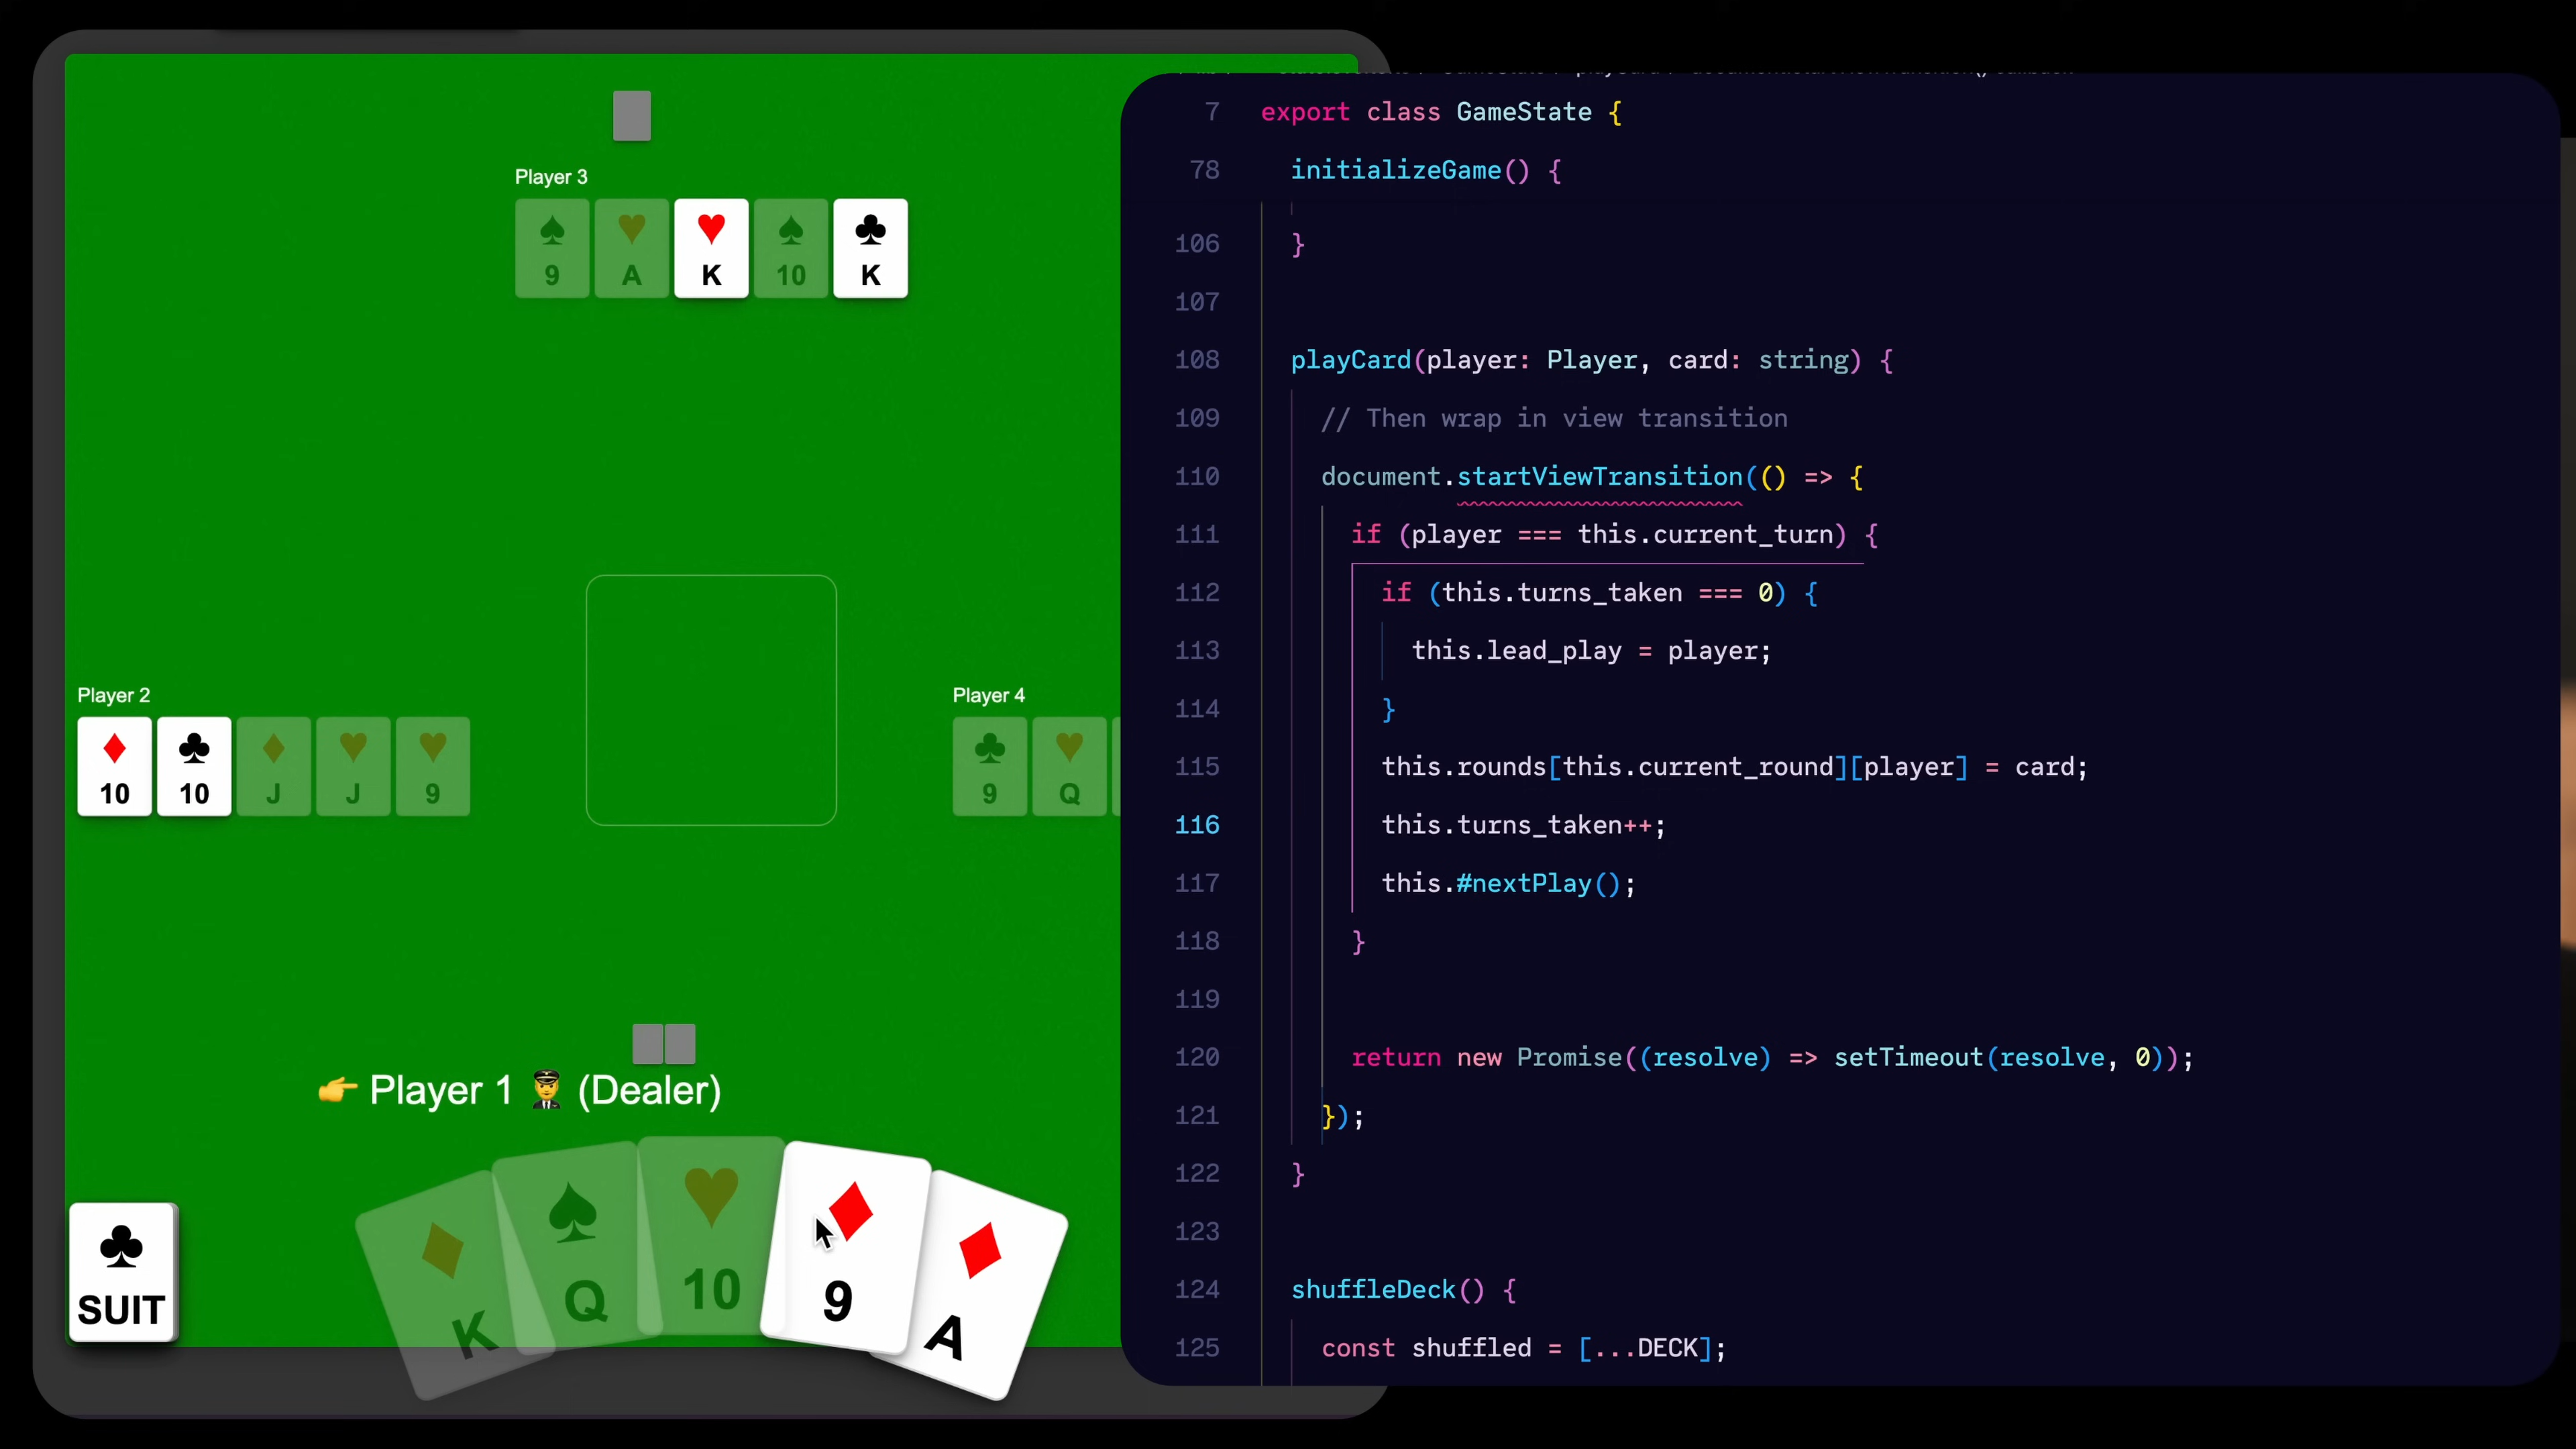 Player 3
♠ ♥ ♥ ♠ ♣
9 A K 10 K
Player 2
♦ ♣ ♦ ♥ ♥
10 10 J J 9
Player 4
♣ ♥
9 Q
👉 Player 1 👨‍✈️ (Dealer)
♣
SUIT
♦ ♠ ♥ ♦ ♦
K Q 10 9 A
7 export class GameState {
78 initializeGame() {
106 }
107
108 playCard(player: Player, card: string) {
109 // Then wrap in view transition
110 document.startViewTransition(() => {
111 if (player === this.current_turn) {
112 if (this.turns_taken === 0) {
113 this.lead_play = player;
114 }
115 this.rounds[this.current_round][player] = card;
116 this.turns_taken++;
117 this.#nextPlay();
118 }
119
120 return new Promise((resolve) => setTimeout(resolve, 0));
121 });
122 }
123
124 shuffleDeck() {
125 const shuffled = [...DECK];